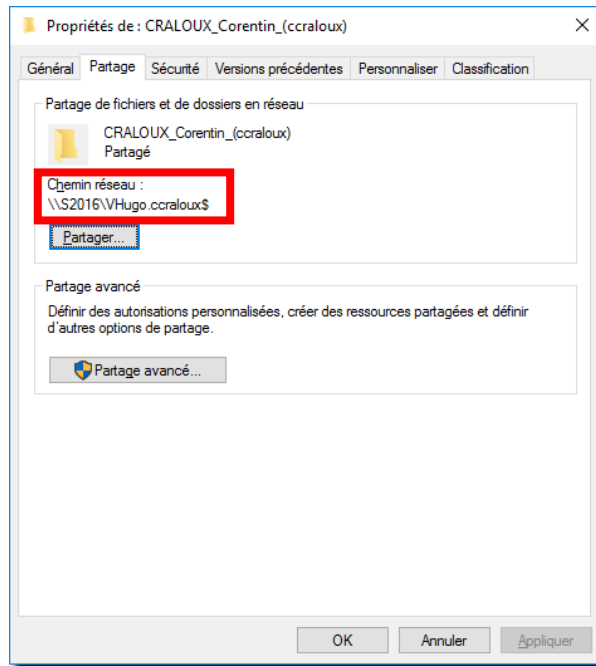 Propriétés de : CRALOUX_Corentin_(ccraloux)
Général Partage Sécurité Versions précédentes Personnaliser Classification
Partage de fichiers et de dossiers en réseau
CRALOUX_Corentin_(ccraloux)
Partagé
Chemin réseau :
\\S2016\VHugo.ccraloux$
Partager...
Partage avancé
Définir des autorisations personnalisées, créer des ressources partagées et définir
d'autres options de partage.
Partage avancé...
OK Annuler Appliquer